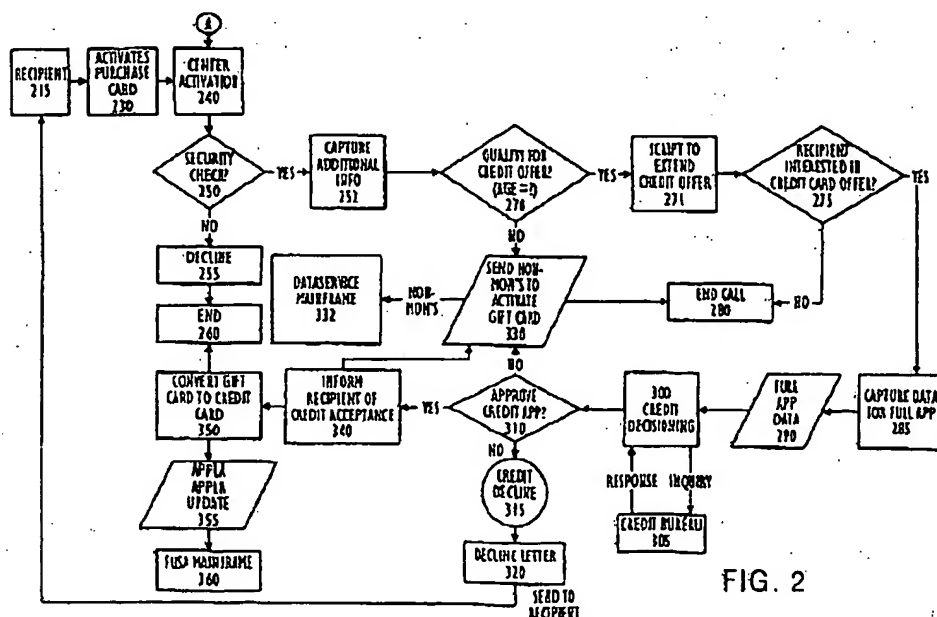 A
RECIPIENT
215
ACTIVATES
PURCHASE
CARD
230
CENTER
ACTIVATION
240
SECURITY
CHECK?
250
YES
CAPTURE
ADDITIONAL
INFO
252
QUALIFY FOR
CREDIT OFFER?
270
YES
SCRIPT TO
EXTEND
CREDIT OFFER
271
RECIPIENT
INTERESTED IN
CREDIT CARD OFFER?
275
YES
NO
DECLINE
255
END
260
NO
SEND NON-
MON'S TO
ACTIVATE
GIFT CARD
330
NON-
MON'S
DATASERVICE
MAINFRAME
332
END CALL
280
NO
CONVERT GIFT
CARD TO CREDIT
CARD
350
INFORM
RECIPIENT OF
CREDIT ACCEPTANCE
340
YES
NO
APPROVE
CREDIT APP?
310
300
CREDIT
DECISIONING
FULL
APP
DATA
290
CAPTURE DATA
FOR FULL APP
285
NO
CREDIT
DECLINE
315
RESPONSE INQUIRY
CREDIT BUREAU
305
UPDATE
355
MAINFRAME
360
DECLINE LETTER
320
SEND TO
RECIPIENT
FIG. 2